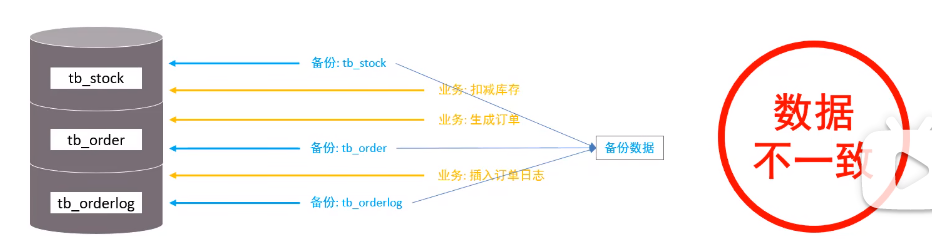 备份: tb_stock
tb_stock
业务: 扣减库存
业务: 生成订单
tb_order
备份: tb_order
备份数据
业务: 插入订单日志
tb_orderlog
备份: tb_orderlog
数据
不一致